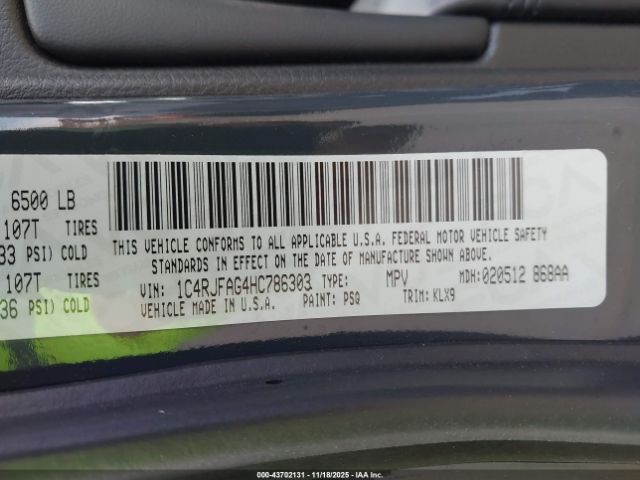 6500 LB
107T TIRES
33 PSI) COLD
107T TIRES
36 PSI) COLD
THIS VEHICLE CONFORMS TO ALL APPLICABLE U.S.A. FEDERAL MOTOR VEHICLE SAFETY
STANDARDS IN EFFECT ON THE DATE OF MANUFACTURE SHOWN ABOVE.
VIN: 1C4RJFAG4HC786303 TYPE: MPV MDH:020512 868AA
VEHICLE MADE IN U.S.A. PAINT: PSQ TRIM: KLX9
000-43702131 - 11/18/2025 - IAA Inc.